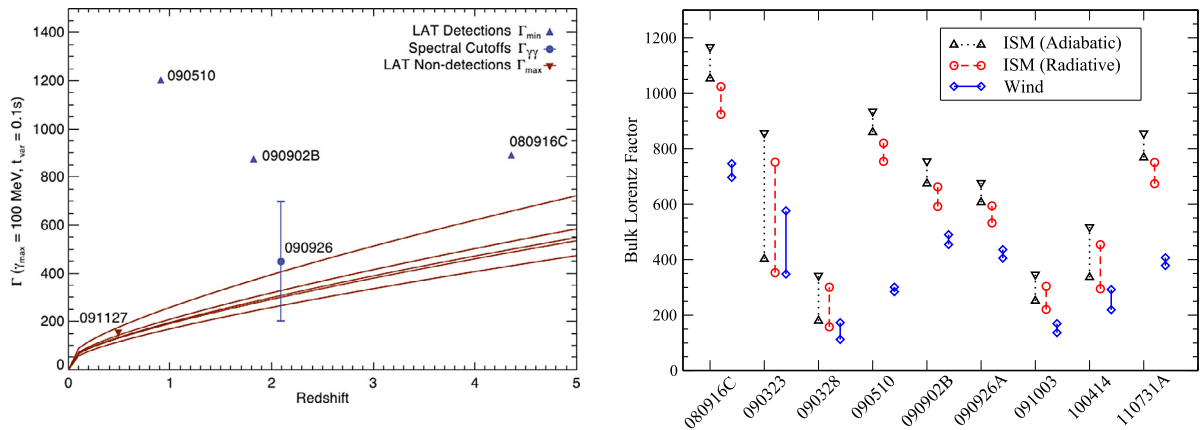 1400
1200
1000
800
600
400
200
0
Γ (γmax = 100 MeV, tvar = 0.1s)
LAT Detections Γmin
Spectral Cutoffs Γγγ
LAT Non-detections Γmax
090510
090902B
080916C
090926
091127
0 1 2 3 4 5
Redshift
1200
1000
800
600
400
200
0
Bulk Lorentz Factor
ISM (Adiabatic)
ISM (Radiative)
Wind
080916C
090323
090328
090510
090902B
090926A
091003
100414
110731A